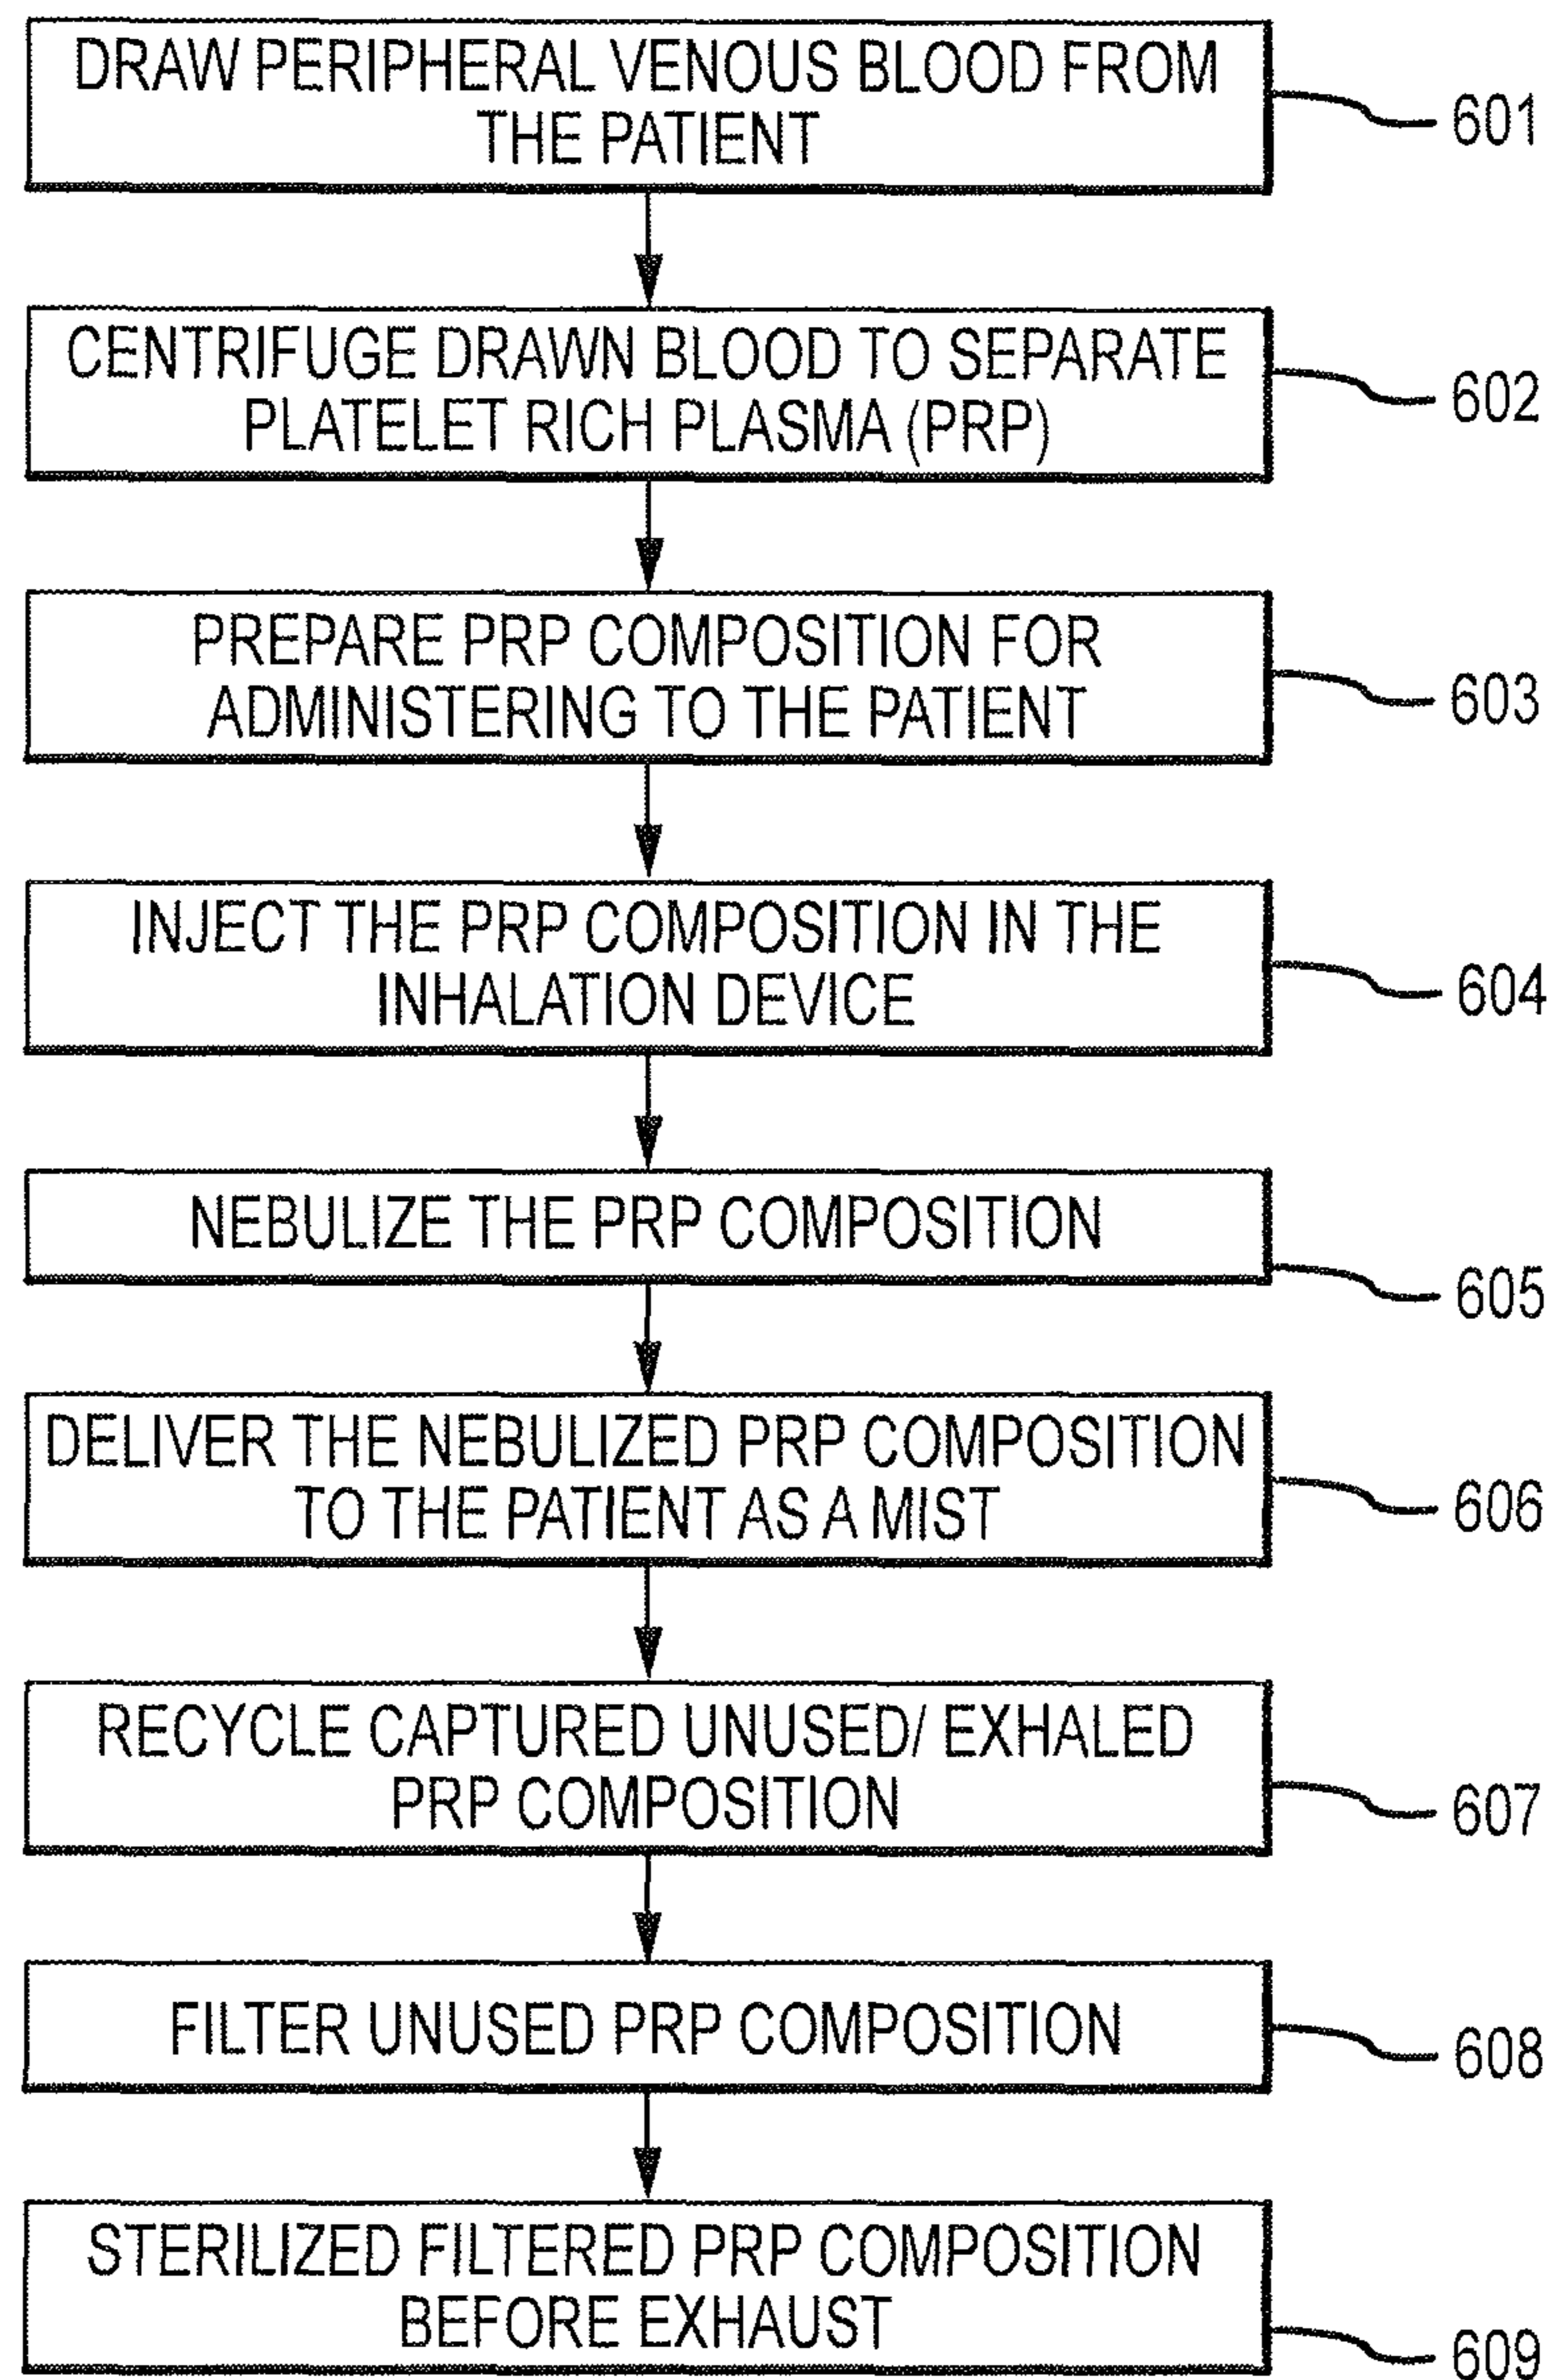 DRAW PERIPHERAL VENOUS BLOOD FROM
THE PATIENT
601
CENTRIFUGE DRAWN BLOOD TO SEPARATE
PLATELET RICH PLASMA (PRP)
602
PREPARE PRP COMPOSITION FOR
ADMINISTERING TO THE PATIENT
603
INJECT THE PRP COMPOSITION IN THE
INHALATION DEVICE
604
NEBULIZE THE PRP COMPOSITION
605
DELIVER THE NEBULIZED PRP COMPOSITION
TO THE PATIENT AS A MIST
606
RECYCLE CAPTURED UNUSED/ EXHALED
PRP COMPOSITION
607
FILTER UNUSED PRP COMPOSITION
608
STERILIZED FILTERED PRP COMPOSITION
BEFORE EXHAUST
609